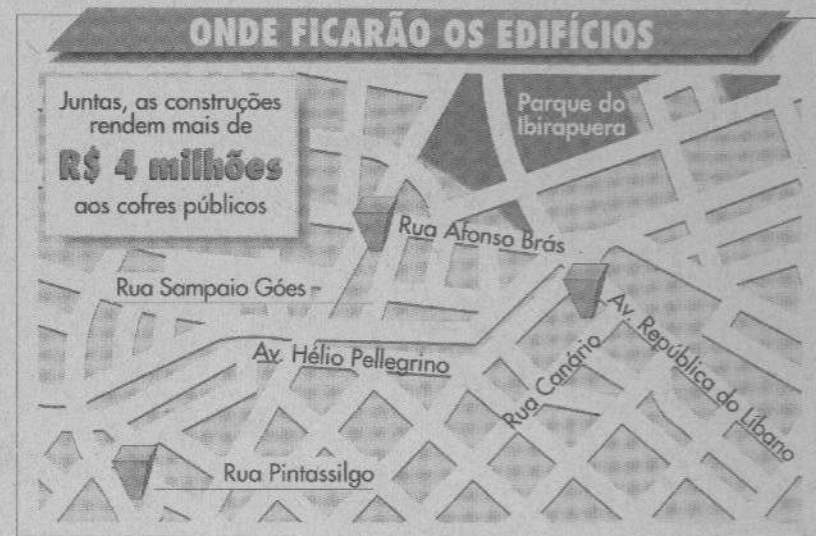 ONDE FICARÃO OS EDIFÍCIOS
Juntas, as construções
rendem mais de
R$ 4 milhões
aos cofres públicos
Parque do
Ibirapuera
Rua Afonso Brás
Rua Sampaio Góes
Av. Hélio Pellegrino
Rua Canário
Av. República do Líbano
Rua Pintassilgo